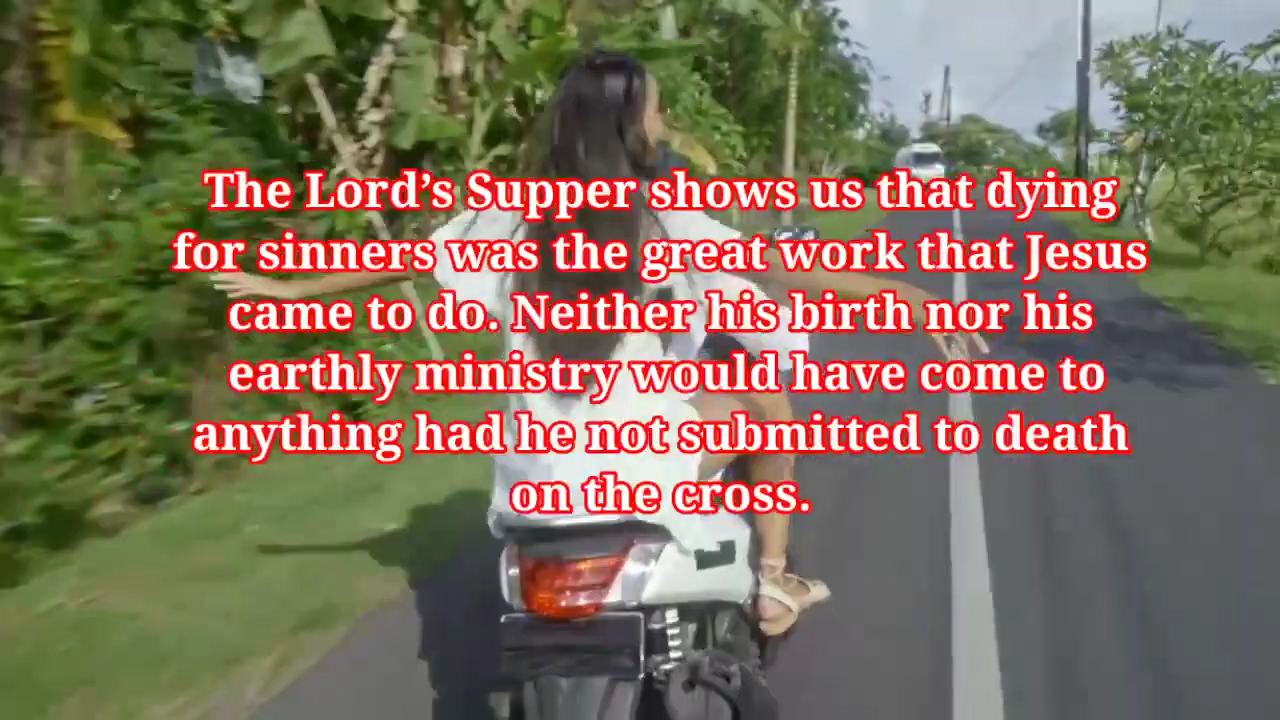 The Lord’s Supper shows us that dying
for sinners was the great work that Jesus
came to do. Neither his birth nor his
earthly ministry would have come to
anything had he not submitted to death
on the cross.